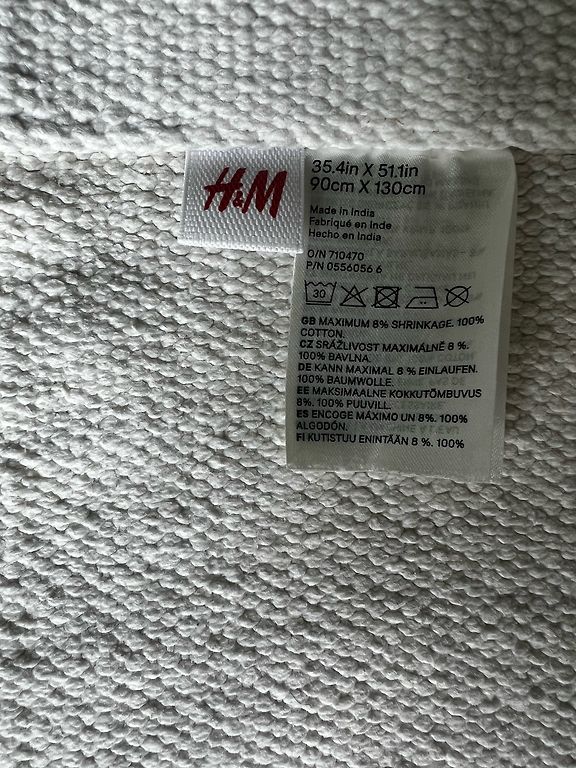 H&M
35.4in X 51.1in
90cm X 130cm
Made in India
Fabriqué en Inde
Hecho en India
O/N 710470
P/N 0556056 6
30
GB MAXIMUM 8% SHRINKAGE. 100%
COTTON.
CZ SRÁŽLIVOST MAXIMÁLNĚ 8 %.
100% BAVLNA.
DE KANN MAXIMAL 8 % EINLAUFEN.
100% BAUMWOLLE.
EE MAKSIMAALNE KOKKUTÕMBUVUS
8%. 100% PUUVILL.
ES ENCOGE MÁXIMO UN 8%. 100%
ALGODÓN.
FI KUTISTUU ENINTÄÄN 8 %. 100%